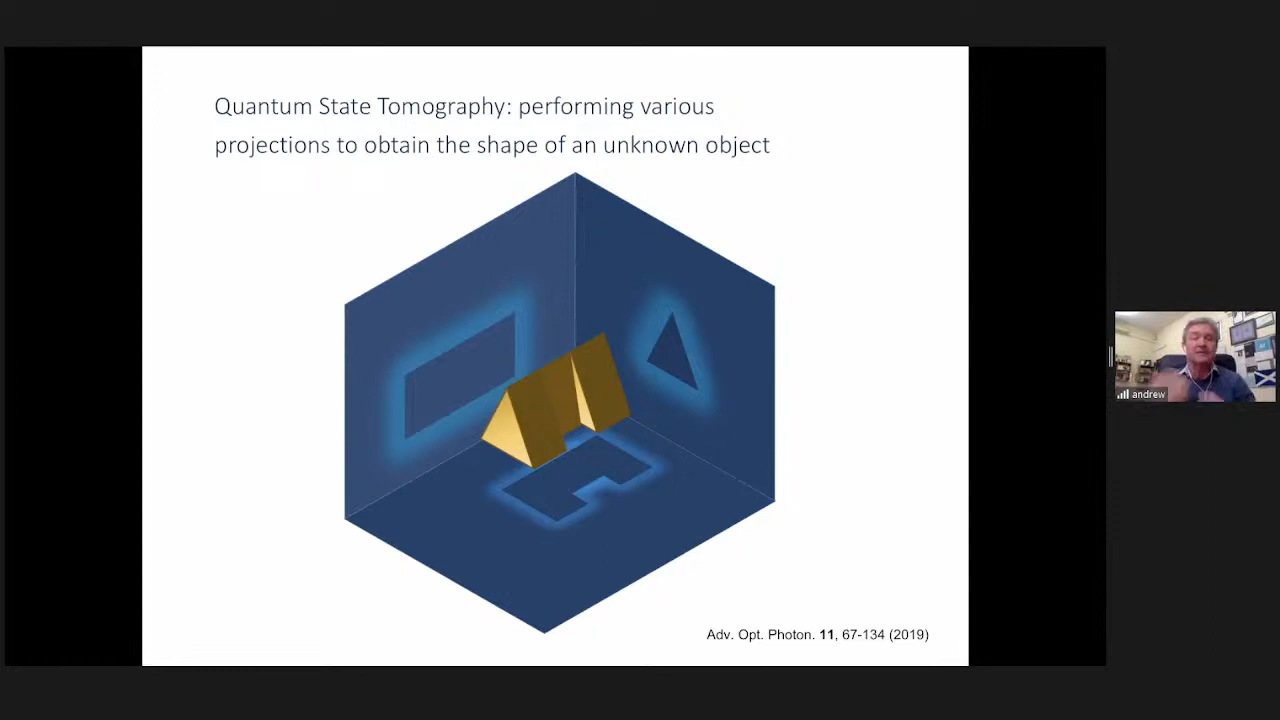 Quantum State Tomography: performing various
projections to obtain the shape of an unknown object
Adv. Opt. Photon. 11, 67-134 (2019)
andrew